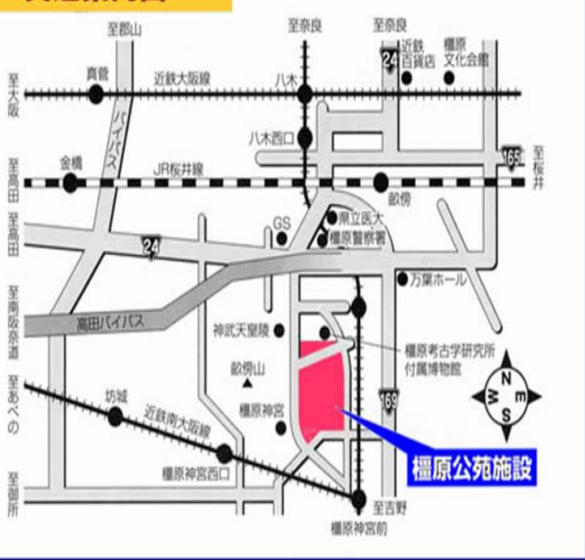 至郡山
至奈良
至奈良
24
近鉄
百貨店
橿原
文化会館
至大阪
真菅
近鉄大阪線
八木
バイパス
八木西口
165
至桜井
至高田
金橋
JR桜井線
畝傍
至高田
24
GS
県立医大
橿原警察署
万葉ホール
至南阪奈道
高田バイパス
神武天皇陵
橿原考古学研究所
付属博物館
畝傍山
橿原神宮
169
N
W
E
S
至あべの
坊城
近鉄南大阪線
橿原神宮西口
橿原公苑施設
至御所
至吉野
橿原神宮前